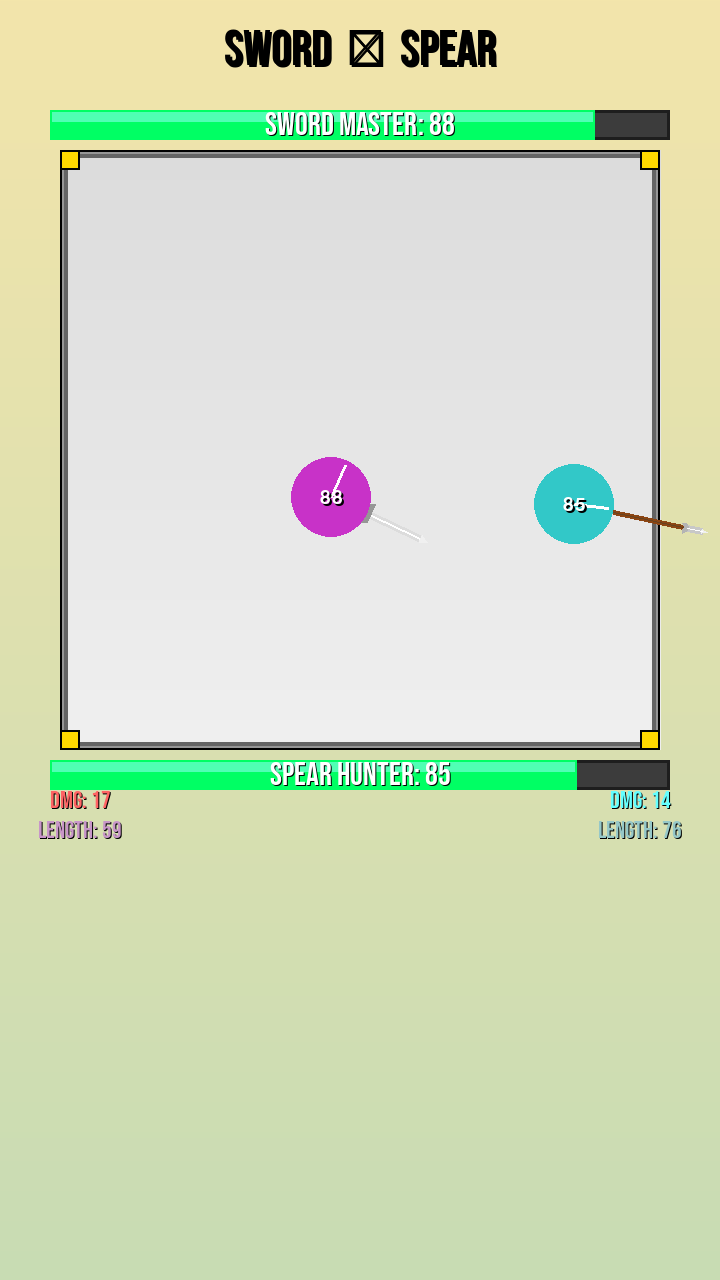 SWORD SPEAR
SWORD MASTER: 88
88
85
SPEAR HUNTER: 85
DMG: 17
DMG: 14
LENGTH: 59
LENGTH: 76